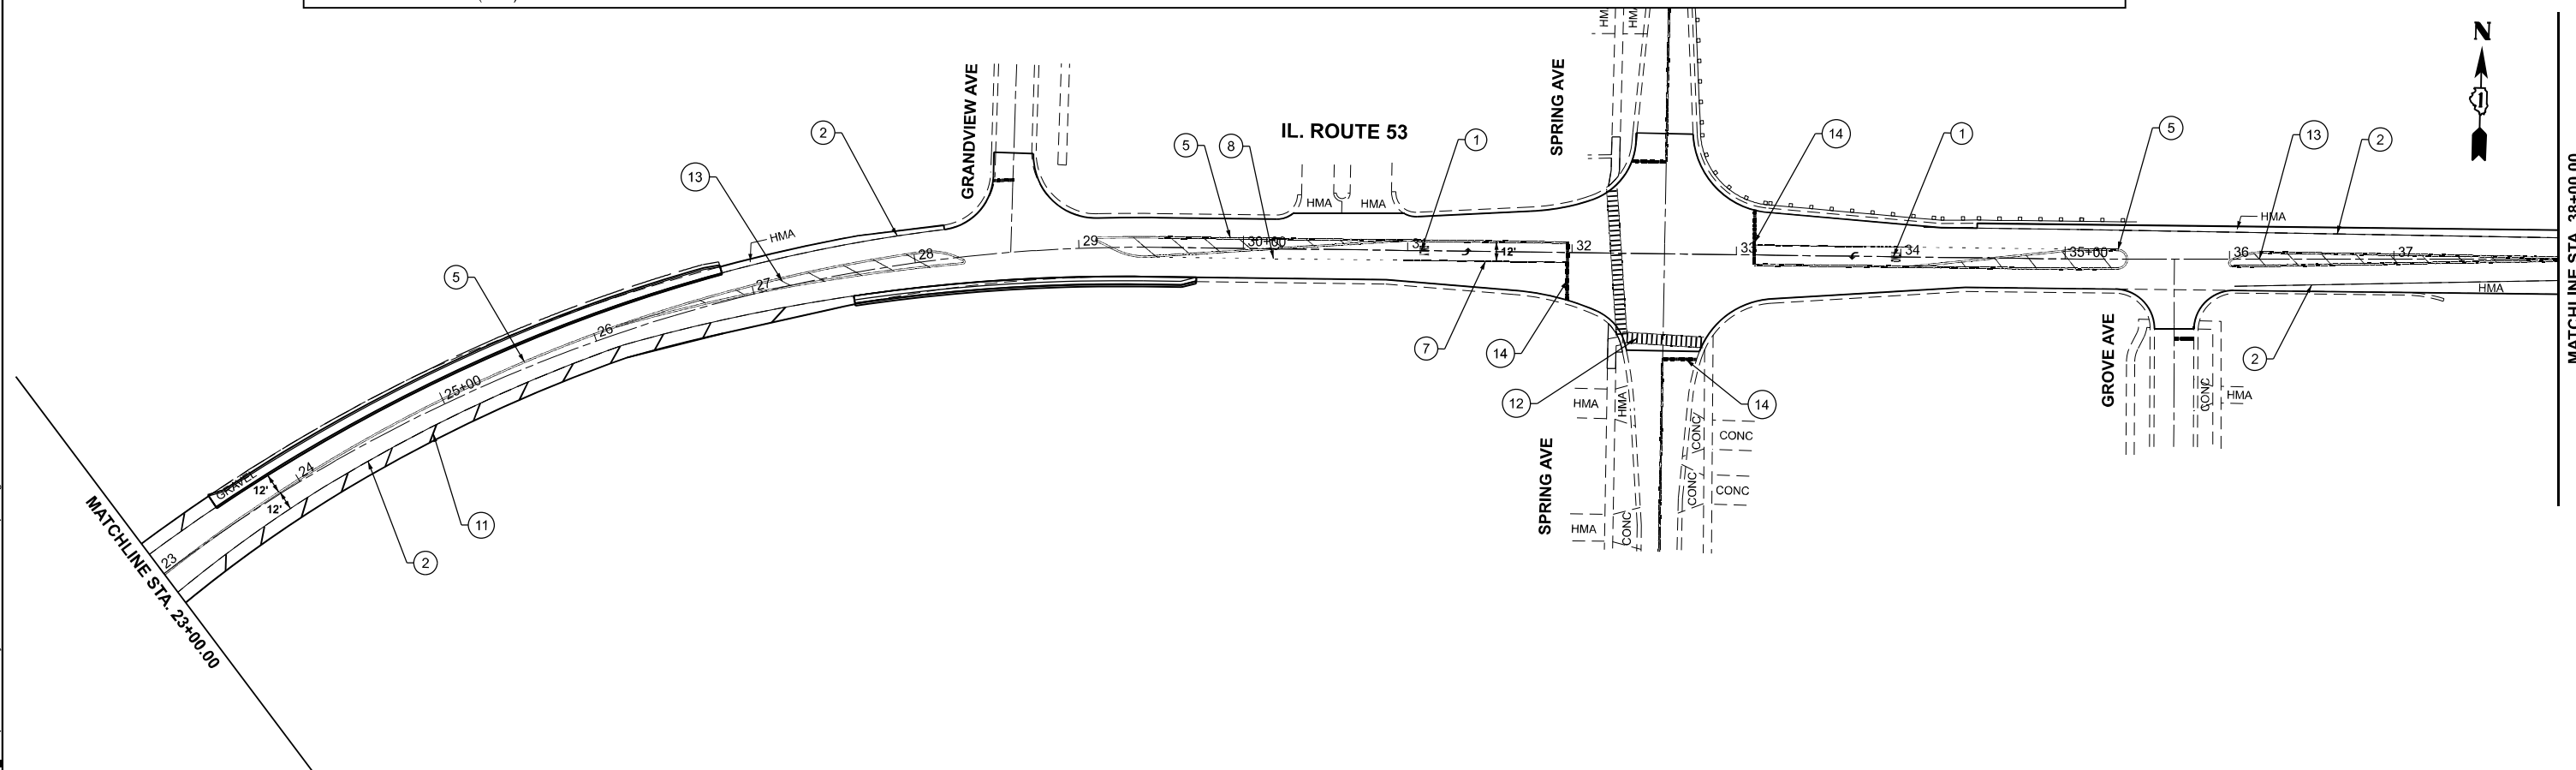 N
1
GRANDVIEW AVE
SPRING AVE
HMA
HMA
IL. ROUTE 53
2
5
8
1
14
1
5
13
2
13
HMA
HMA
HMA
HMA
5
28
27
26
25+00
24
23
29
30+00
31
12'
32
33
34
35+00
36
37
HMA
GRAVEL
12'
12'
11
2
7
14
12
14
2
HMA
HMA
CONC
CONC
CONC
CONC
HMA
CONC
SPRING AVE
GROVE AVE
CONC
HMA
MATCHLINE STA. 23+00.00
MATCHLINE STA. 38+00.00